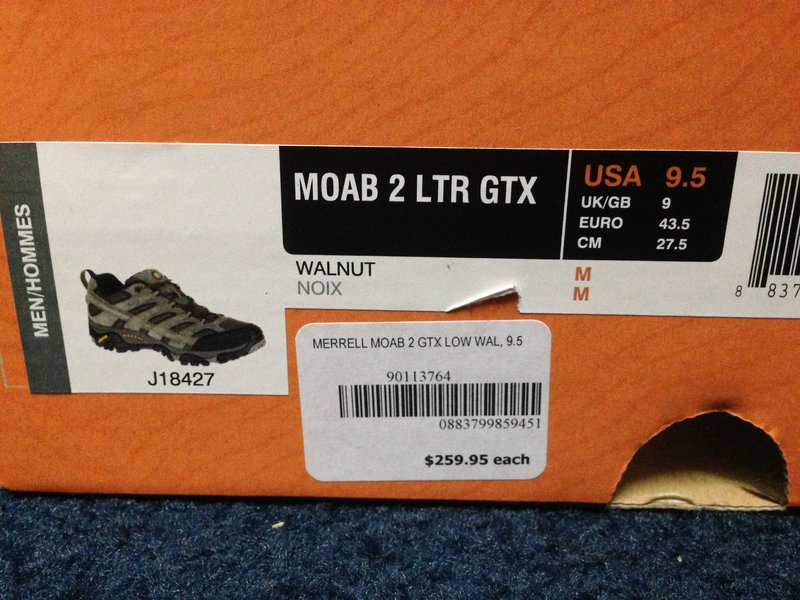 MEN/HOMMES
J18427
MOAB 2 LTR GTX
WALNUT
NOIX
USA 9.5
UK/GB 9
EURO 43.5
CM 27.5
M
M
8 837
MERRELL MOAB 2 GTX LOW WAL, 9.5
90113764
0883799859451
$259.95 each